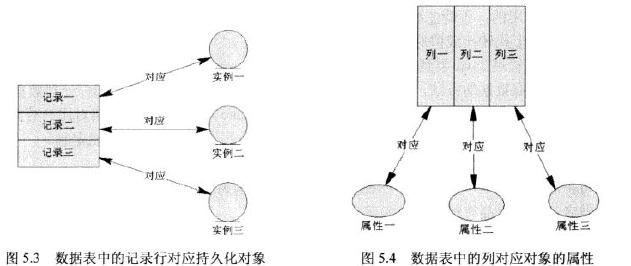 对应
实例一
记录一
记录二
对应
实例二
记录三
对应
实例三
图 5.3 数据表中的记录行对应持久化对象
列一 列二 列三
对应 对应 对应
属性一 属性二 属性三
图 5.4 数据表中的列对应对象的属性